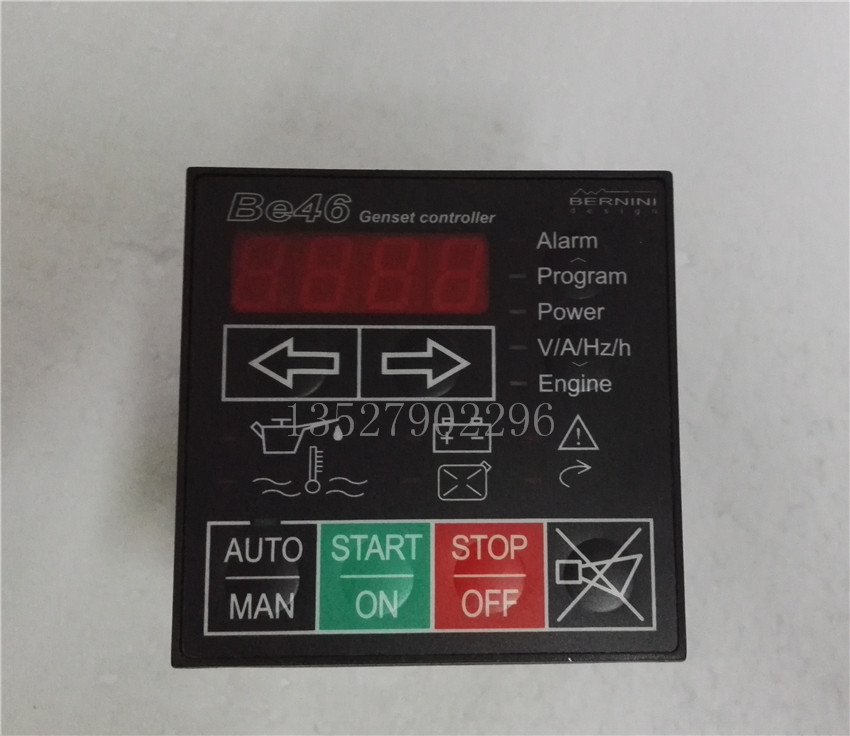 Be46 Genset controller
BERNINI
design
Alarm
Program
Power
V/A/Hz/h
Engine
13527902296
AUTO
MAN
START
ON
STOP
OFF